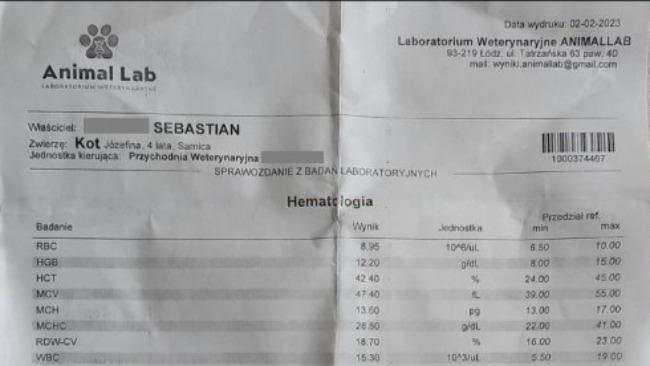 Data wydruku: 02-02-2023
Animal Lab
LABORATORIUM WETERYNARYJNE
Laboratorium Weterynaryjne ANIMALLAB
93-219 Łódź, ul. Tatrzańska 63 paw. 40
mail: wyniki.animallab@gmail.com
Właściciel: SEBASTIAN
Zwierzę: Kot Józefina, 4 lata, Samica
Jednostka kierująca: Przychodnia Weterynaryjna
1000374407
SPRAWOZDANIE Z BADAŃ LABORATORYJNYCH
Hematologia
Badanie Wynik Jednostka Przedział ref. min max
RBC 8.95 10^6/uL 6.50 10.00
HGB 12.20 g/dL 8.00 15.00
HCT 42.40 % 24.00 45.00
MCV 47.40 fL 39.00 55.00
MCH 13.60 pg 13.00 17.00
MCHC 28.80 g/dL 22.00 41.00
RDW-CV 18.70 % 16.00 23.00
WBC 15.30 10^3/uL 5.50 19.00